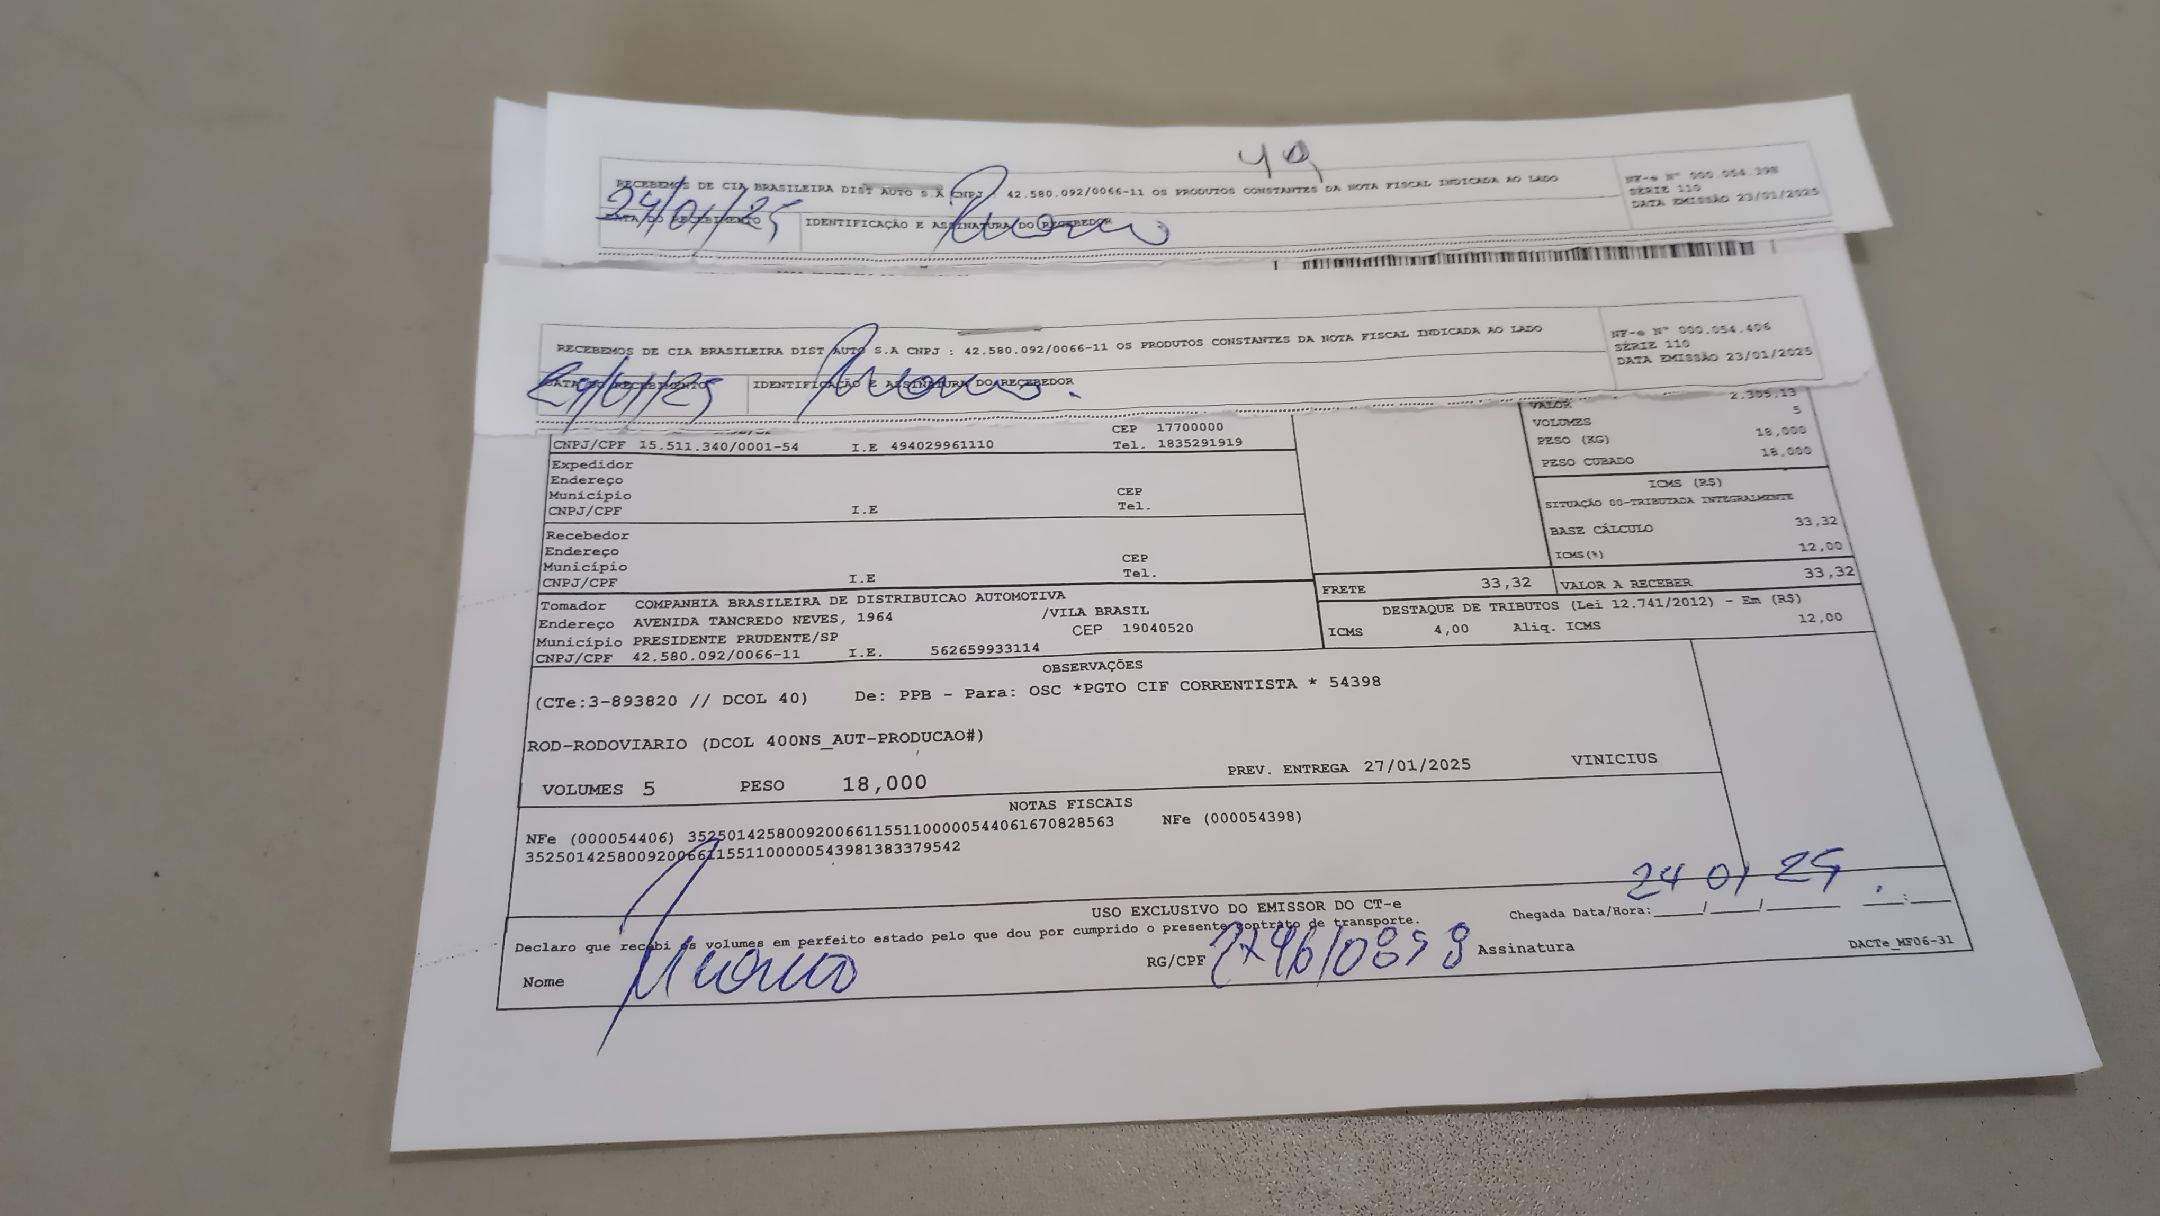 RECEBEMOS DE CIA BRASILEIRA DIST AUTO S.A CNPJ : 42.580.092/0066-11 OS PRODUTOS CONSTANTES DA NOTA FISCAL INDICADA AO LADO
NF-e Nº 000.054.398
SÉRIE 110
DATA EMISSÃO 23/01/2025
DATA DO RECEBIMENTO
24/01/25
IDENTIFICAÇÃO E ASSINATURA DO RECEBEDOR
RECEBEMOS DE CIA BRASILEIRA DIST AUTO S.A CNPJ : 42.580.092/0066-11 OS PRODUTOS CONSTANTES DA NOTA FISCAL INDICADA AO LADO
NF-e Nº 000.054.406
SÉRIE 110
DATA EMISSÃO 23/01/2025
DATA DO RECEBIMENTO
24/01/25
IDENTIFICAÇÃO E ASSINATURA DO RECEBEDOR
CEP 17700000
CNPJ/CPF 15.511.340/0001-54 I.E 494029961110 Tel. 1835291919
Expedidor
Endereço
Município CEP
CNPJ/CPF I.E Tel.
Recebedor
Endereço
Município CEP
CNPJ/CPF I.E Tel.
Tomador COMPANHIA BRASILEIRA DE DISTRIBUICAO AUTOMOTIVA
Endereço AVENIDA TANCREDO NEVES, 1964 /VILA BRASIL
Município PRESIDENTE PRUDENTE/SP CEP 19040520
CNPJ/CPF 42.580.092/0066-11 I.E. 562659933114
VALOR 2.305,13
VOLUMES 5
PESO (KG) 18,000
PESO CUBADO 18,000
ICMS (R$)
SITUAÇÃO 00-TRIBUTADA INTEGRALMENTE
BASE CÁLCULO 33,32
ICMS(%) 12,00
FRETE 33,32 VALOR A RECEBER 33,32
DESTAQUE DE TRIBUTOS (Lei 12.741/2012) - Em (R$)
ICMS 4,00 Aliq. ICMS 12,00
OBSERVAÇÕES
(CTe:3-893820 // DCOL 40) De: PPB - Para: OSC *PGTO CIF CORRENTISTA * 54398
ROD-RODOVIARIO (DCOL 400NS_AUT-PRODUCAO#)
VOLUMES 5 PESO 18,000 PREV. ENTREGA 27/01/2025 VINICIUS
NOTAS FISCAIS
NFe (000054406) 35250142580092006611551100000544061670828563 NFe (000054398)
35250142580092006611551100000543981383379542
USO EXCLUSIVO DO EMISSOR DO CT-e
24 01 25
Chegada Data/Hora:_____/_____/_______ ____:____
Declaro que recebi os volumes em perfeito estado pelo que dou por cumprido o presente contrato de transporte.
Nome RG/CPF Assinatura DACTe_MF06-31